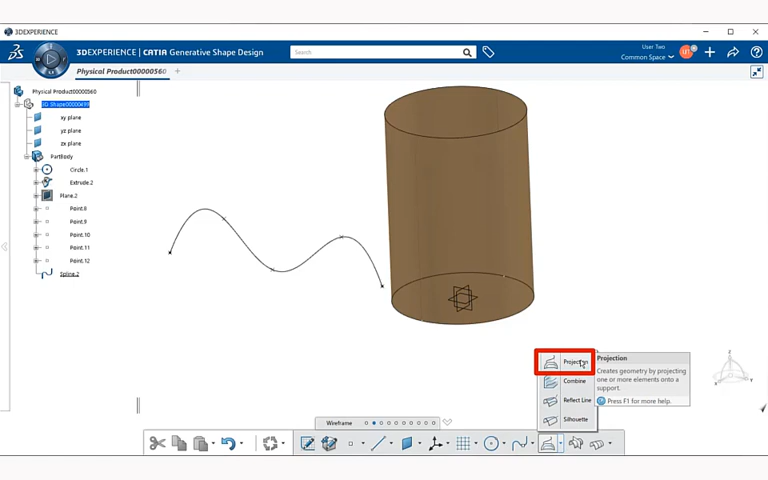 3DEXPERIENCE
3DEXPERIENCE | CATIA Generative Shape Design
Search
User Two
Common Space
Physical Product00000560
Physical Product00000560
3D Shape00000499
xy plane
yz plane
zx plane
PartBody
Circle.1
Extrude.2
Plane.2
Point.8
Point.9
Point.10
Point.11
Point.12
Spline.2
Projection
Projection
Creates geometry by projecting
one or more elements onto a
support.
Press F1 for more help.
Combine
Reflect Line
Silhouette
Wireframe